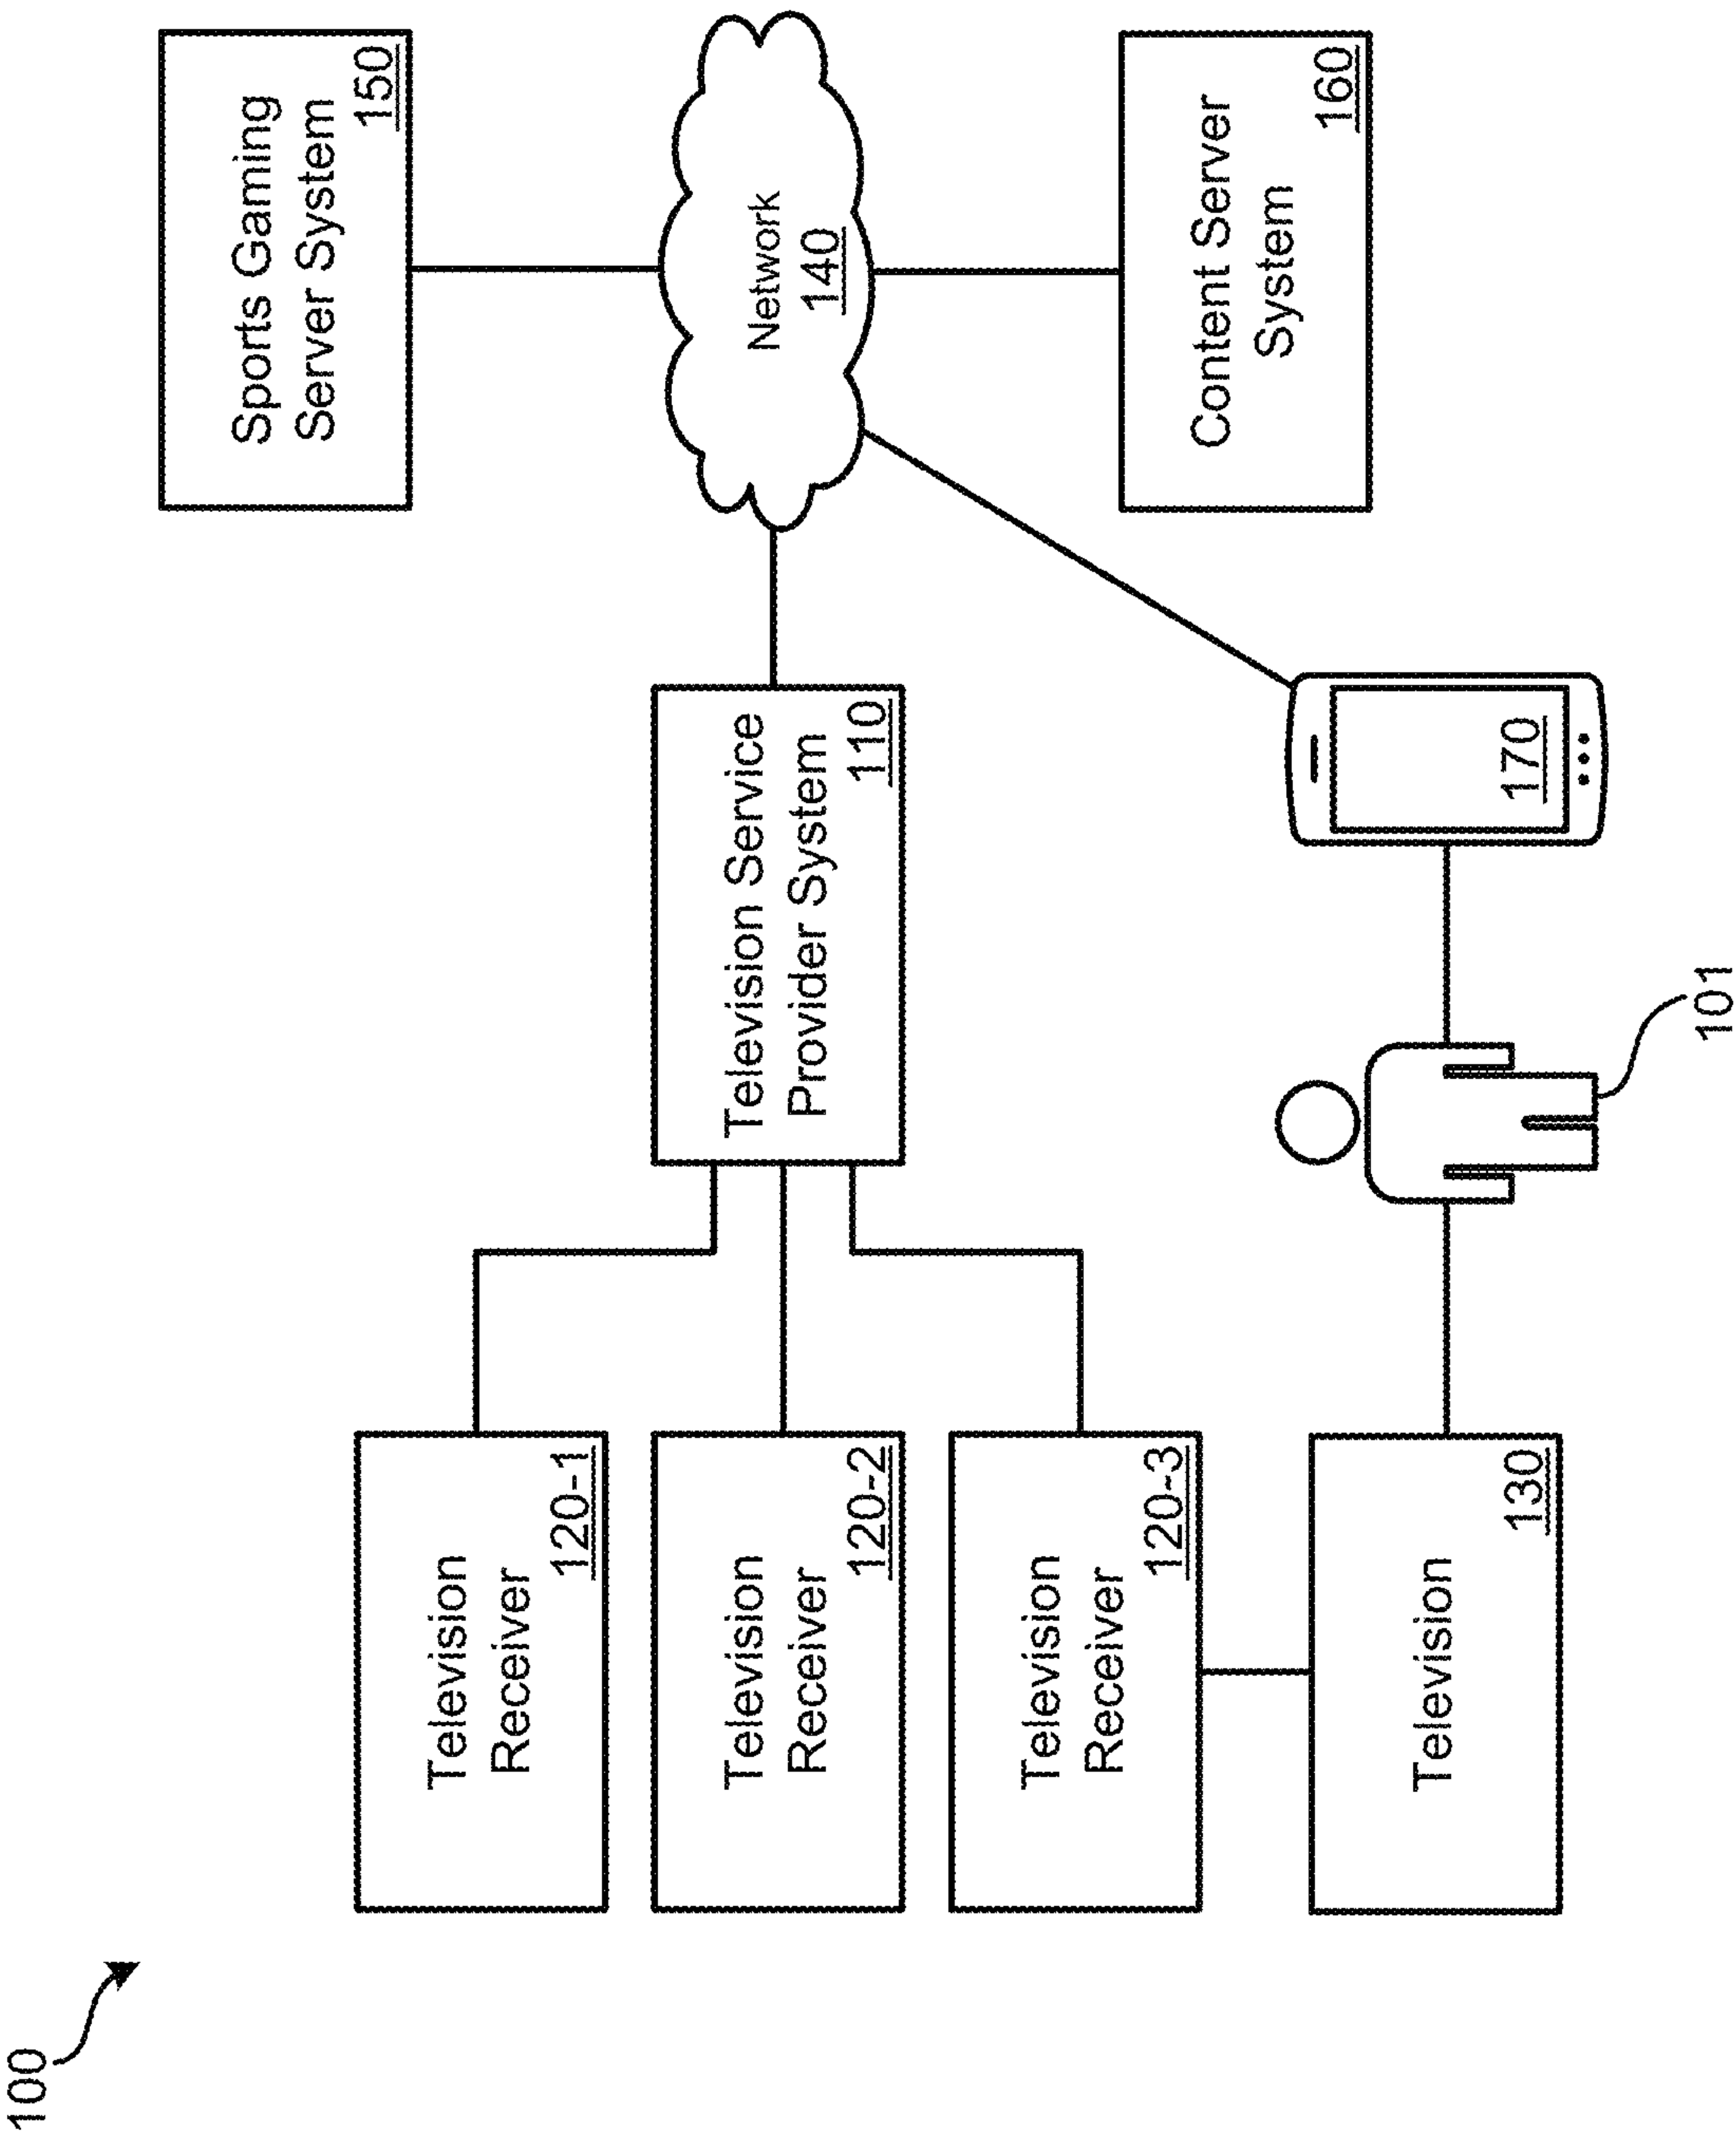 100
Television
Receiver
120-1
Television
Receiver
120-2
Television
Receiver
120-3
Television
130
Television Service
Provider System
110
101
170
Sports Gaming
Server System
150
Network
140
Content Server
System
160